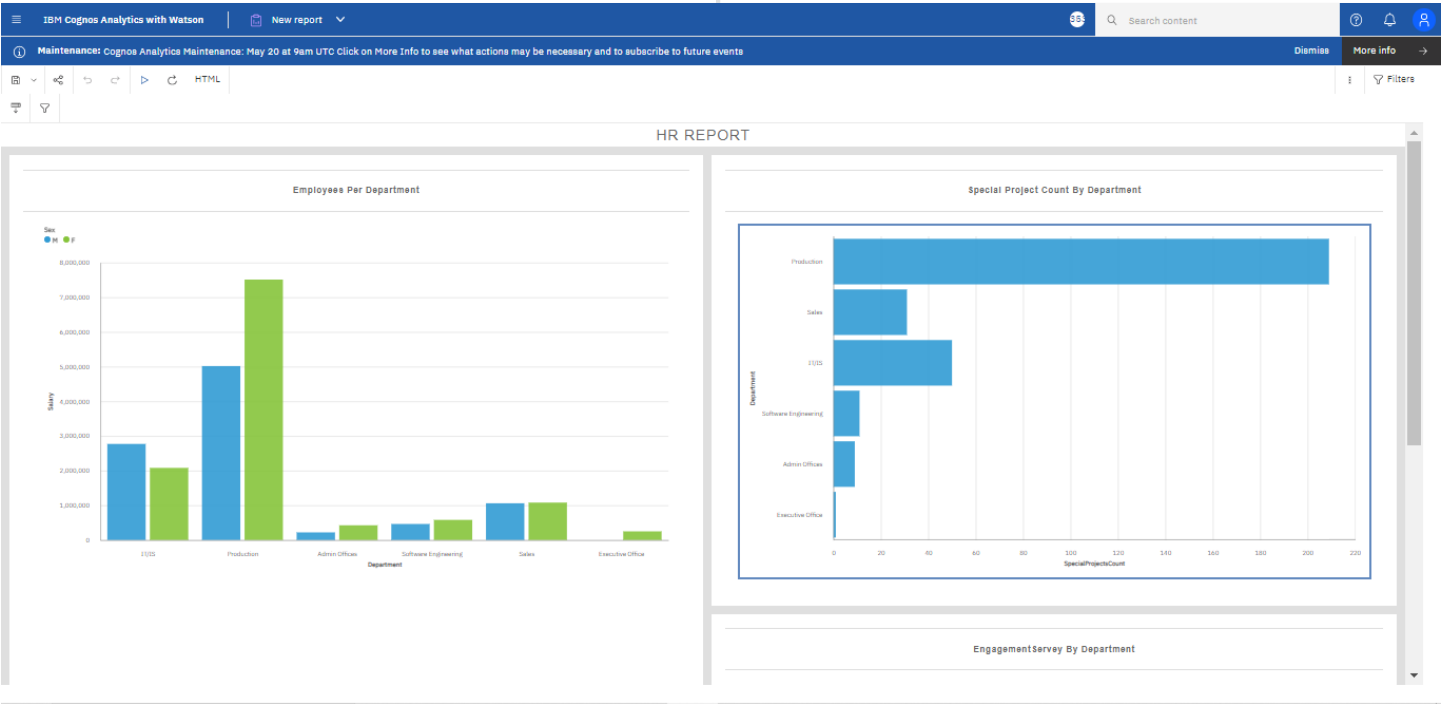 IBM Cognos Analytics with Watson
New report
Search content
Maintenance: Cognos Analytics Maintenance: May 20 at 9am UTC Click on More Info to see what actions may be necessary and to subscribe to future events
Dismiss
More info
HTML
Filters
HR REPORT
Employees Per Department
Sex
M F
8,000,000
7,000,000
6,000,000
5,000,000
4,000,000
3,000,000
2,000,000
1,000,000
0
Salary
IT/IS Production Admin Offices Software Engineering Sales Executive Office
Department
Special Project Count By Department
Production
Sales
IT/IS
Software Engineering
Admin Offices
Executive Office
Department
0 20 40 60 80 100 120 140 160 180 200 220
SpecialProjectsCount
EngagementServey By Department